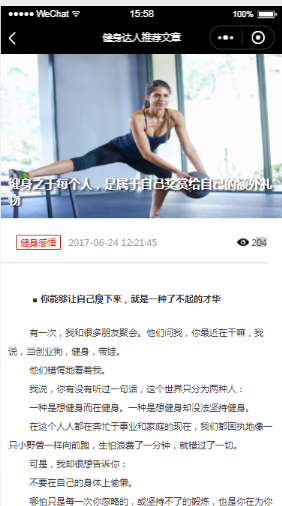 WeChat 15:58 100%
健身达人推荐文章
健身之于每个人，是属于自己奖赏给自己的额外礼
物
健身感悟 2017-06-24 12:21:45 204
你能够让自己瘦下来，就是一种了不起的才华
有一次，我和很多朋友聚会。他们问我，你最近在干嘛，我
说，当创业狗，健身，带娃。
他们错愕地看着我。
我说，你有没有听过一句话，这个世界只分为两种人：
一种是想健身而在健身。一种是想健身却没法坚持健身。
在这个人人都在奔忙于事业和家庭的现在，我们都困执地像一
只小野兽一样向前跑，生怕浪费了一分钟，就错过了一切。
可是，我却很想告诉你：
不要在自己的身体上偷懒。
哪怕只是每一次你忽略的，或坚持不了的锻炼，也是你在为你